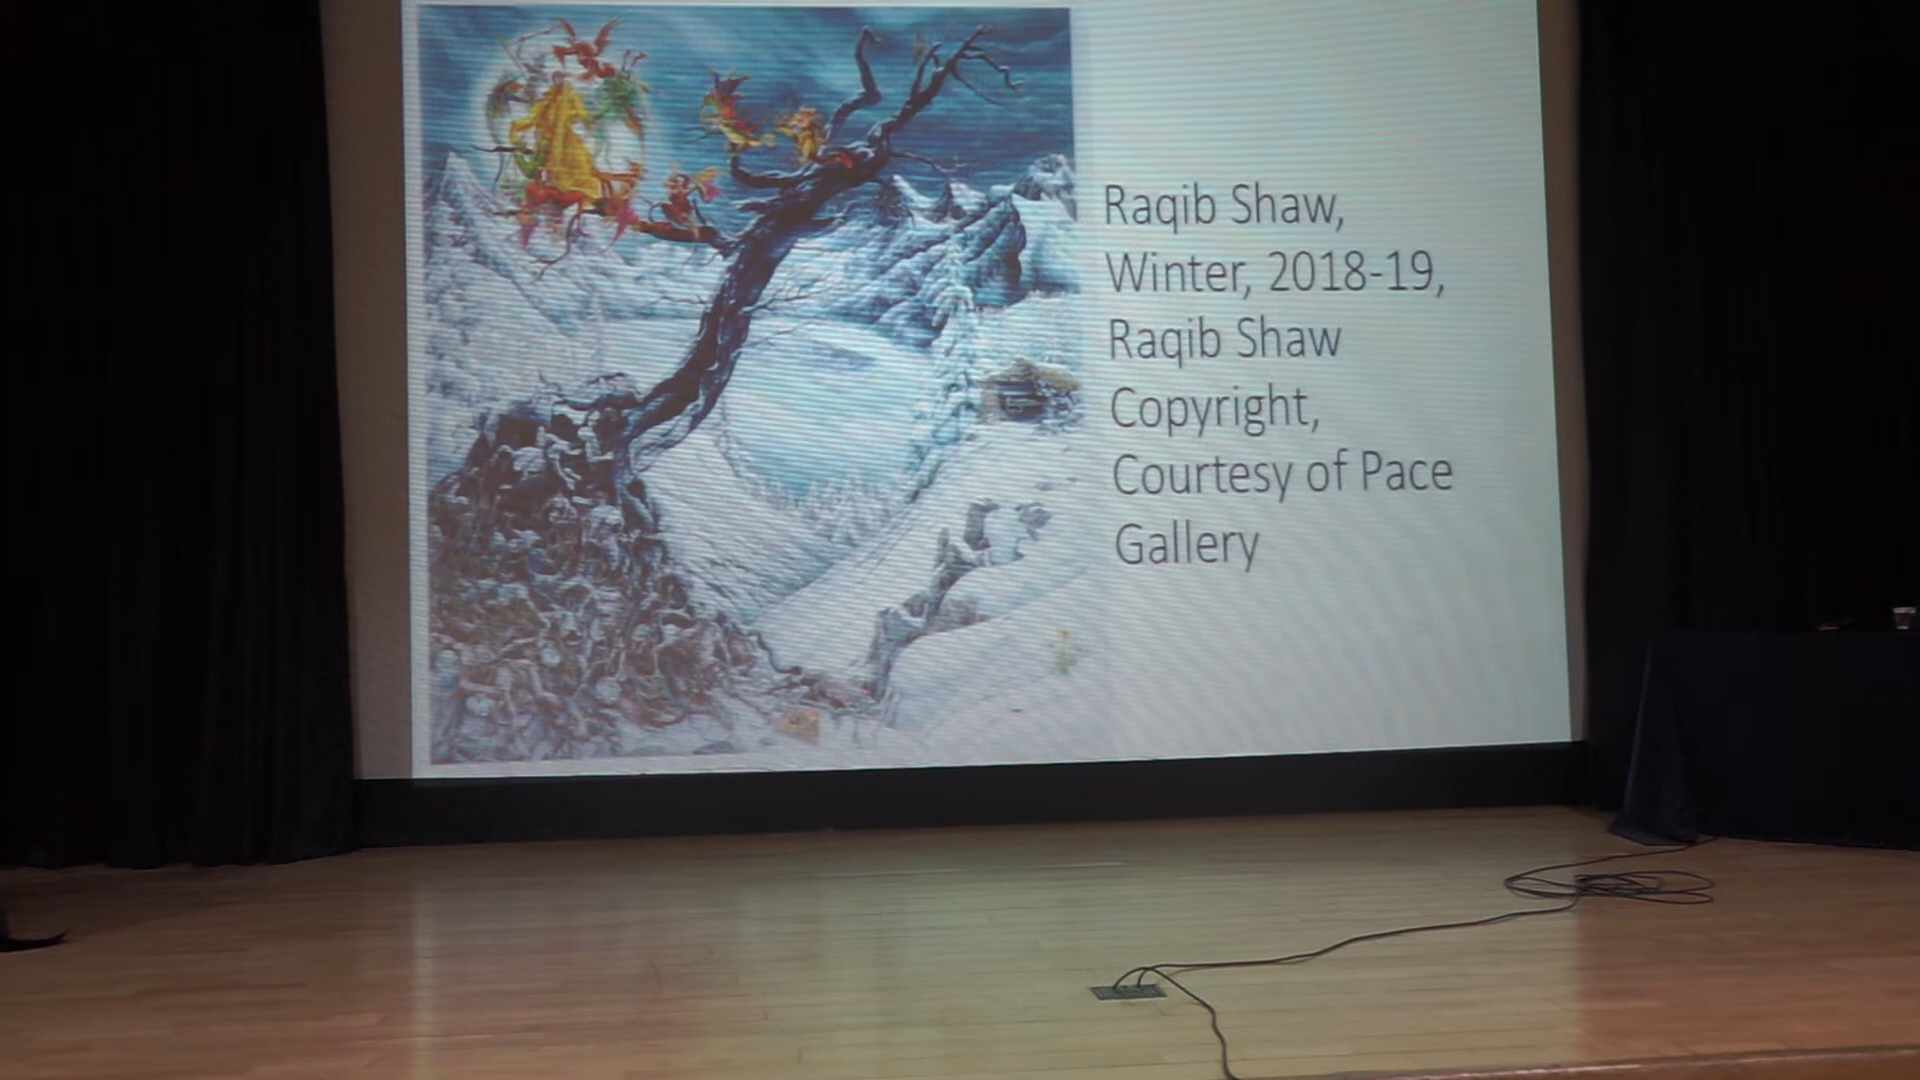 Raqib Shaw,
Winter, 2018-19,
Raqib Shaw
Copyright,
Courtesy of Pace
Gallery